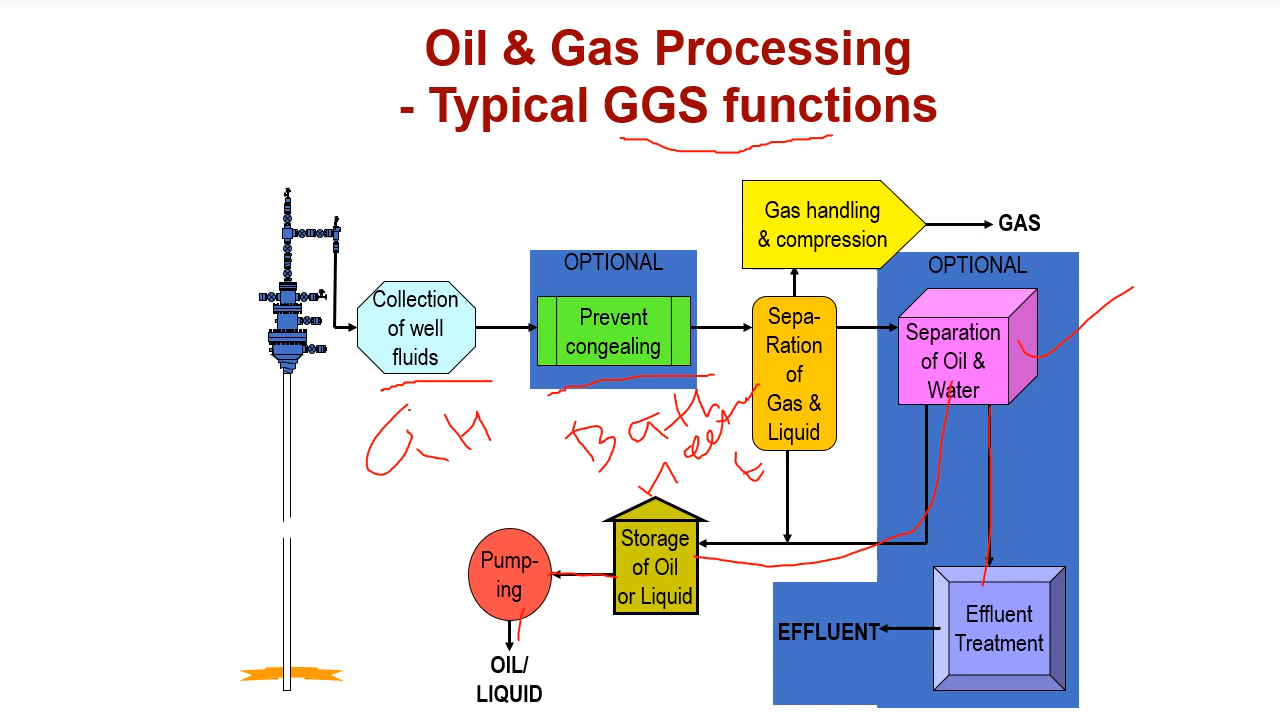 Oil & Gas Processing
- Typical GGS functions
Gas handling
& compression
GAS
OPTIONAL
OPTIONAL
Collection
of well
fluids
Prevent
congealing
Sepa-
Ration
of
Gas &
Liquid
Separation
of Oil &
Water
GH
Bath
Storage
of Oil
or Liquid
Pump-
ing
OIL/
LIQUID
EFFLUENT
Effluent
Treatment